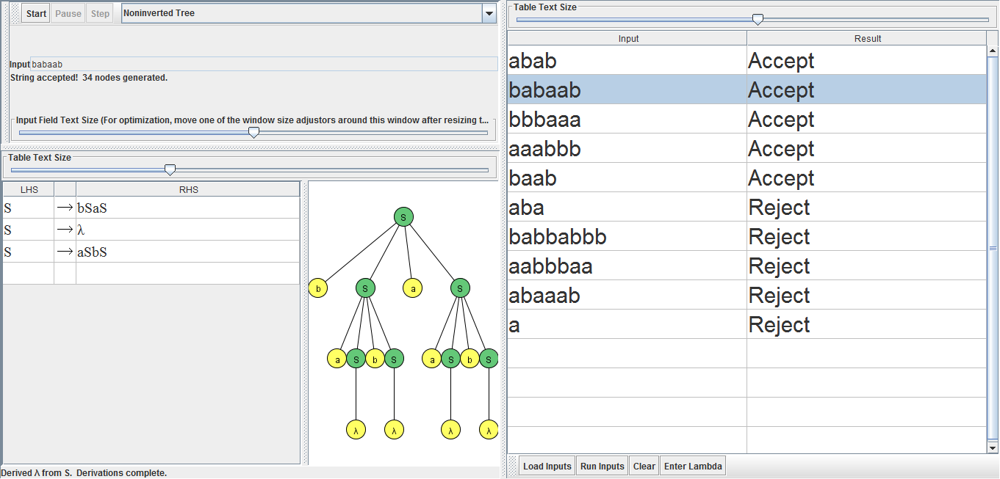 Start Pause Step Noninverted Tree
Input babaab
String accepted! 34 nodes generated.
Input Field Text Size (For optimization, move one of the window size adjustors around this window after resizing t...
Table Text Size
LHS RHS
S → bSaS
S → λ
S → aSbS
S
b S a S
a S b S a S b S
λ λ λ λ
Derived λ from S. Derivations complete.
Table Text Size
Input Result
abab Accept
babaab Accept
bbbaaa Accept
aaabbb Accept
baab Accept
aba Reject
babbabbb Reject
aabbbaa Reject
abaaab Reject
a Reject
Load Inputs Run Inputs Clear Enter Lambda